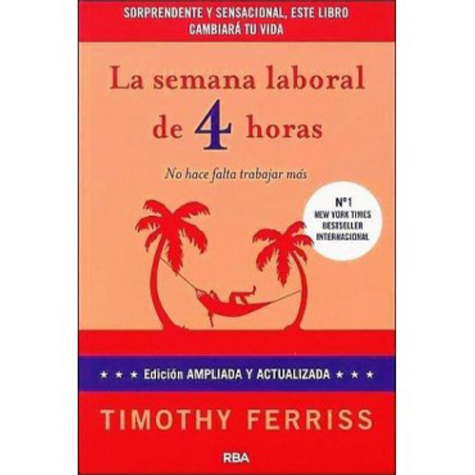 SORPRENDENTE Y SENSACIONAL, ESTE LIBRO
CAMBIARÁ TU VIDA
La semana laboral
de 4 horas
No hace falta trabajar más
Nº1
NEW YORK TIMES
BESTSELLER
INTERNACIONAL
★ ★ ★ Edición AMPLIADA Y ACTUALIZADA ★ ★ ★
TIMOTHY FERRISS
RBA